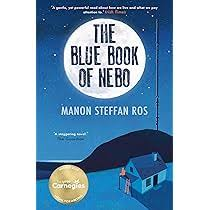 "A gentle, yet powerful read about how we live and what we pay
attention to." Irish Times
THE
BLUE BOOK
OF NEBO
MANON STEFFAN ROS
"A staggering novel."
Carnegies